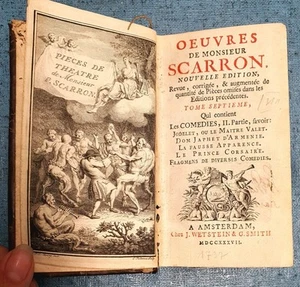 PIECES DE
THEATRE
de Monsieur
SCARRON.
OEUVRES
DE MONSIEUR
SCARRON.
NOUVELLE EDITION,
Revue, corrigée, & augmentée de
quantité de Pièces omises dans les
Editions précédentes.
TOME SEPTIEME,
Qui contient
Les COMEDIES, II. Partie, savoir:
JODELET, OU LE MAITRE VALET.
DON JAPHET D'ARMENIE.
LA FAUSSE APPARENCE.
LE PRINCE CORSAIRE.
FRAGMENS DE DIVERSES COMEDIES.
A AMSTERDAM,
Chez J. WETSTEIN & G. SMITH
MDCCXXXVII.
1737